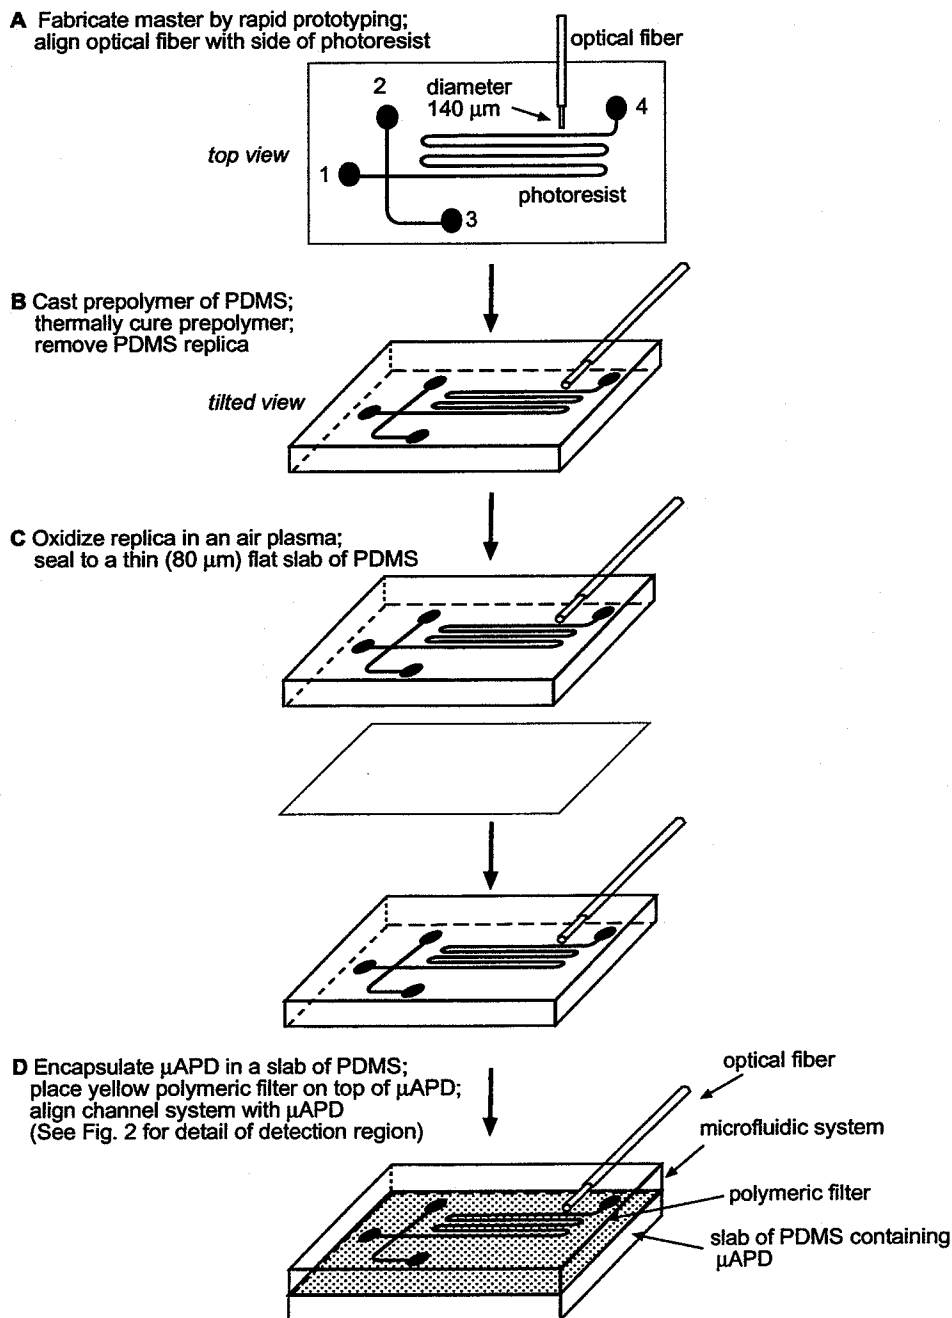 A Fabricate master by rapid prototyping;
align optical fiber with side of photoresist
optical fiber
2
diameter
140 μm
4
top view
1
photoresist
3
B Cast prepolymer of PDMS;
thermally cure prepolymer;
remove PDMS replica
tilted view
C Oxidize replica in an air plasma;
seal to a thin (80 μm) flat slab of PDMS
D Encapsulate μAPD in a slab of PDMS;
place yellow polymeric filter on top of μAPD;
align channel system with μAPD
(See Fig. 2 for detail of detection region)
optical fiber
microfluidic system
polymeric filter
slab of PDMS containing
μAPD